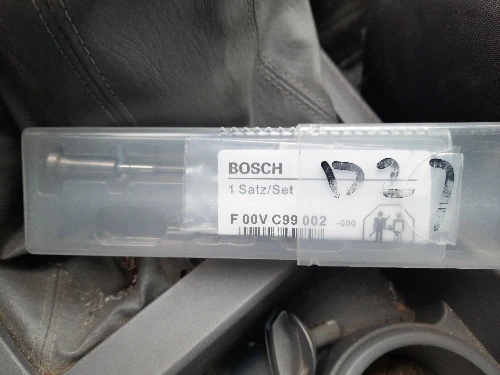 BOSCH
1 Satz/Set
F 00V C99 002 -000